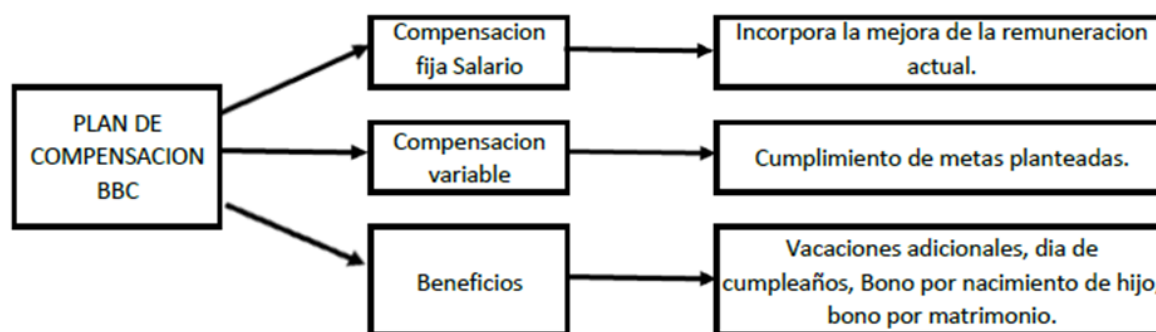 PLAN DE
COMPENSACION
BBC
Compensacion
fija Salario
Incorpora la mejora de la remuneracion
actual.
Compensacion
variable
Cumplimiento de metas planteadas.
Beneficios
Vacaciones adicionales, dia de
cumpleaños, Bono por nacimiento de hijo,
bono por matrimonio.